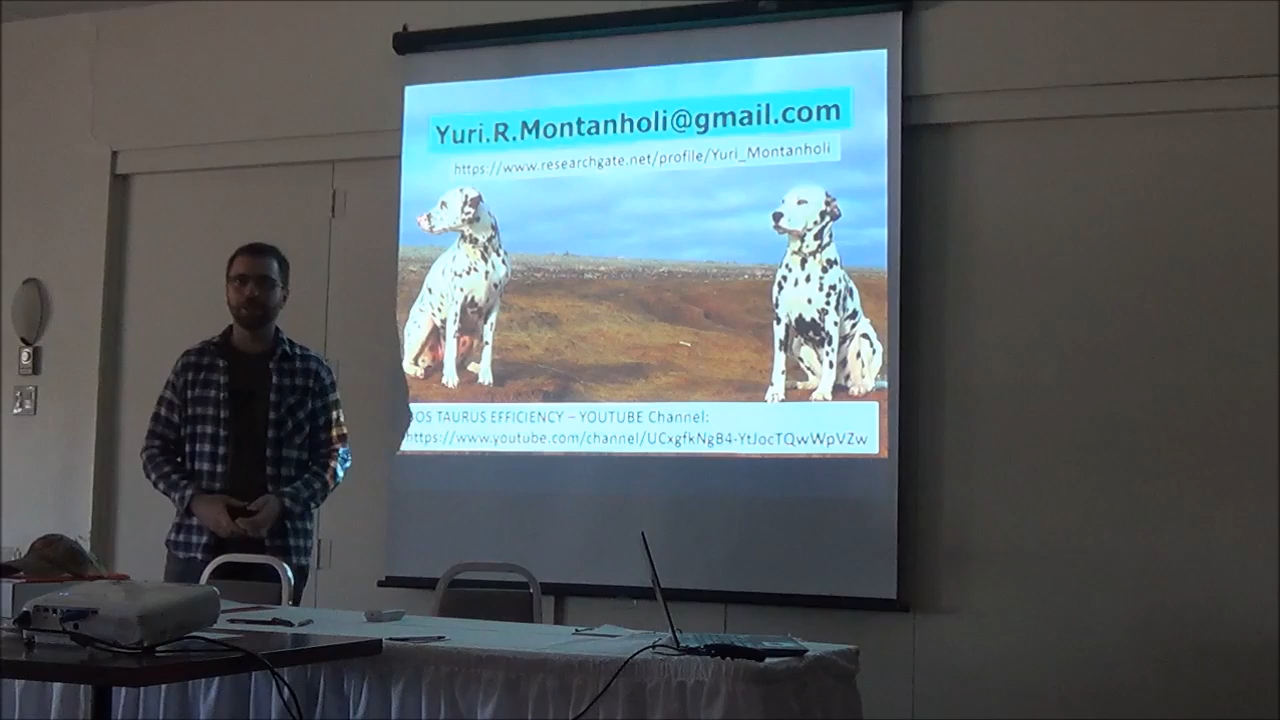 Yuri.R.Montanholi@gmail.com
https://www.researchgate.net/profile/Yuri_Montanholi
BOS TAURUS EFFICIENCY – YOUTUBE Channel:
https://www.youtube.com/channel/UCxgfkNgB4-YtJocTQwWpVZw